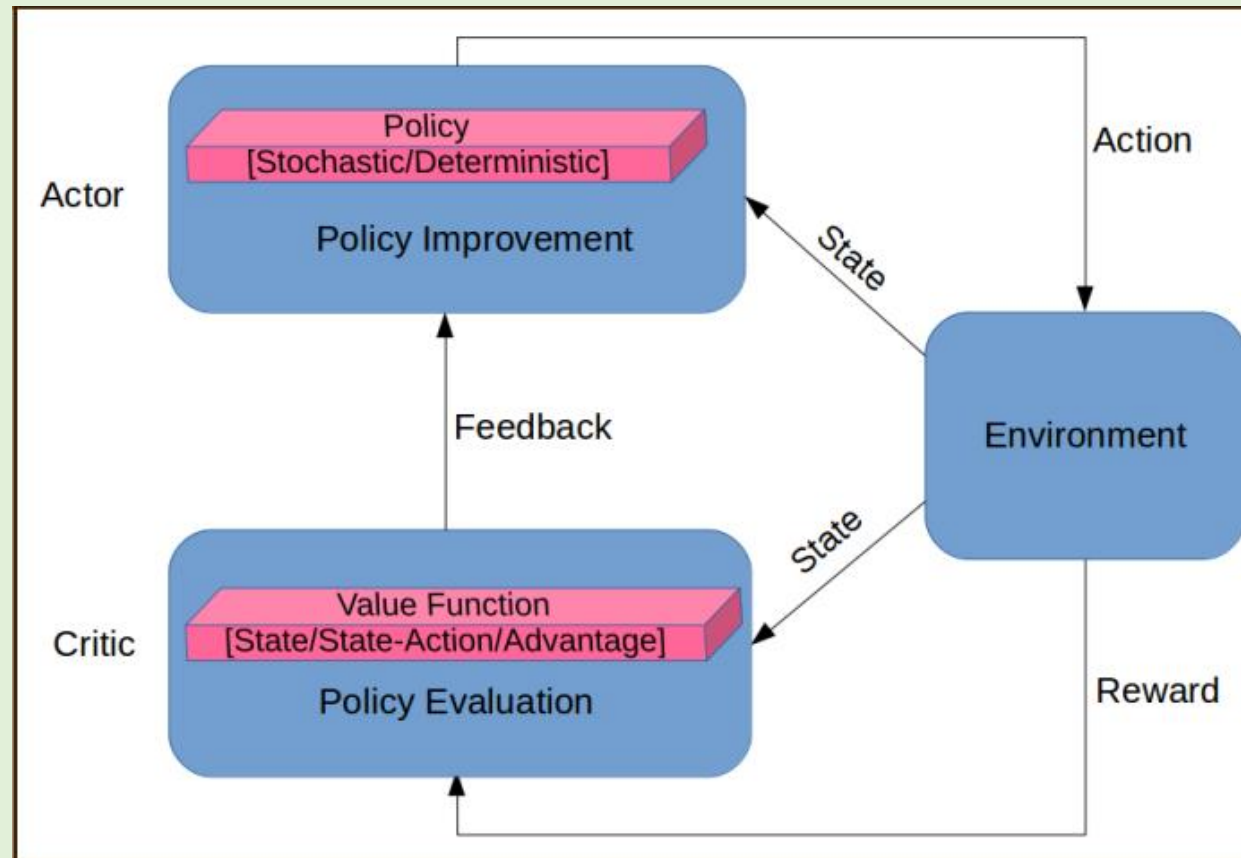 Policy
[Stochastic/Deterministic]
Actor
Policy Improvement
Action
State
Feedback
Environment
State
Value Function
[State/State-Action/Advantage]
Critic
Policy Evaluation
Reward